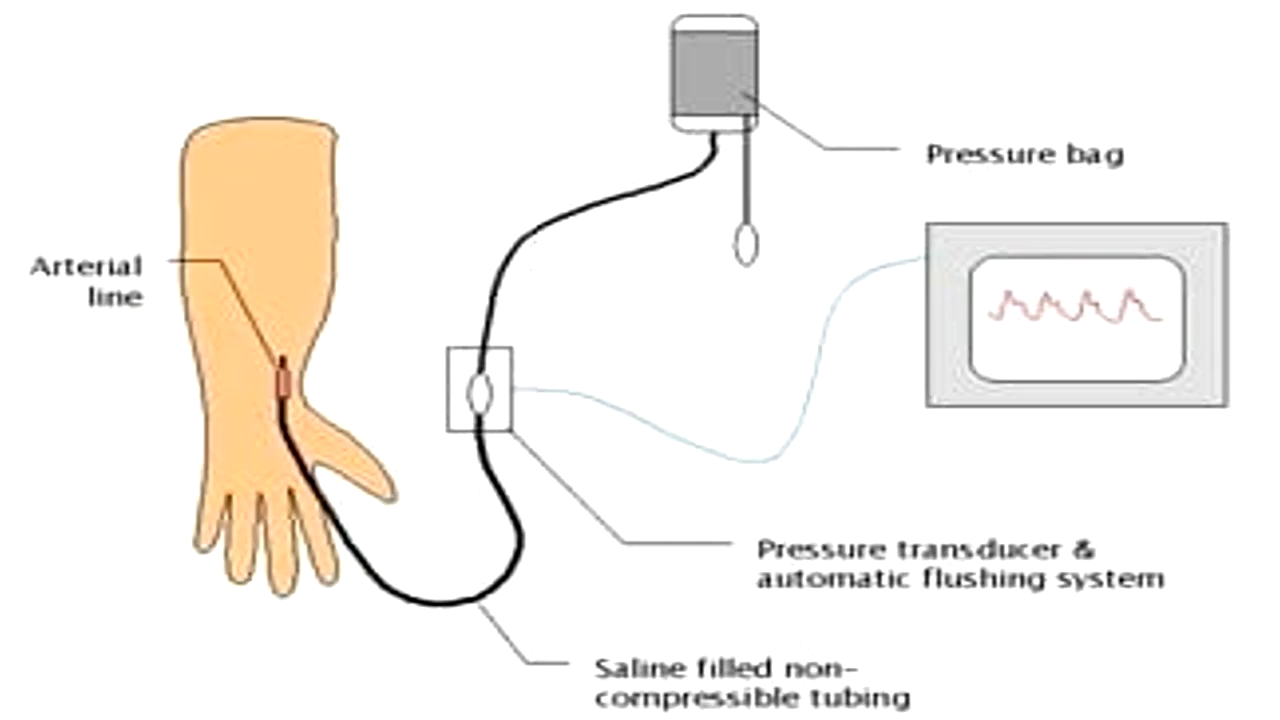 Pressure bag
Arterial
line
Pressure transducer &
automatic flushing system
Saline filled non-
compressible tubing